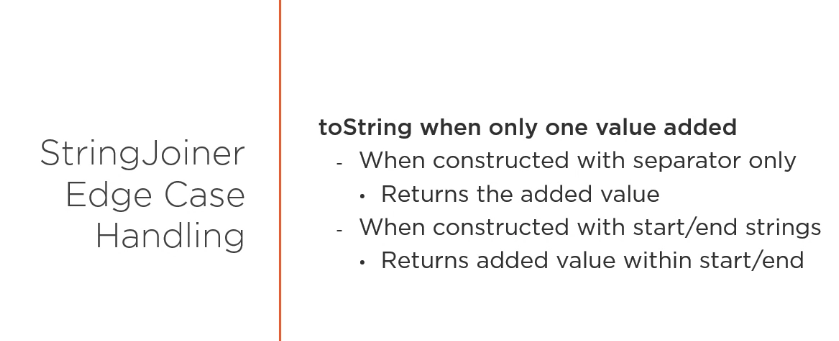 StringJoiner
Edge Case
Handling
toString when only one value added
- When constructed with separator only
• Returns the added value
- When constructed with start/end strings
• Returns added value within start/end